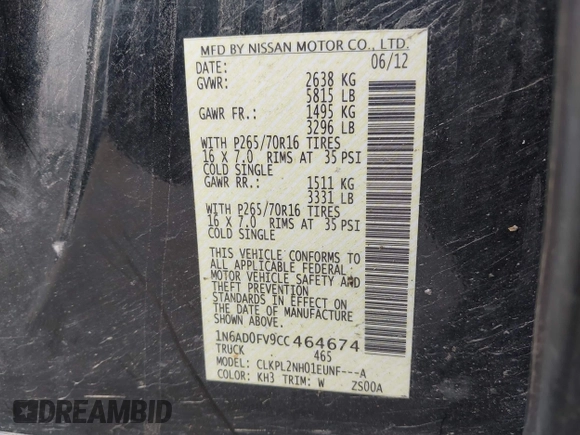 MFD BY NISSAN MOTOR CO., LTD.
DATE: 06/12
GVWR: 2638 KG
5815 LB
GAWR FR.: 1495 KG
3296 LB
WITH P265/70R16 TIRES
16 X 7.0 RIMS AT 35 PSI
COLD SINGLE
GAWR RR.: 1511 KG
3331 LB
WITH P265/70R16 TIRES
16 X 7.0 RIMS AT 35 PSI
COLD SINGLE
THIS VEHICLE CONFORMS TO
ALL APPLICABLE FEDERAL
MOTOR VEHICLE SAFETY AND
THEFT PREVENTION
STANDARDS IN EFFECT ON
THE DATE OF MANUFACTURE
SHOWN ABOVE.
1N6AD0FV9CC464674
TRUCK 465
MODEL: CLKPL2NH01EUNF---A
COLOR: KH3 TRIM: W ZS00A
DREAMBID